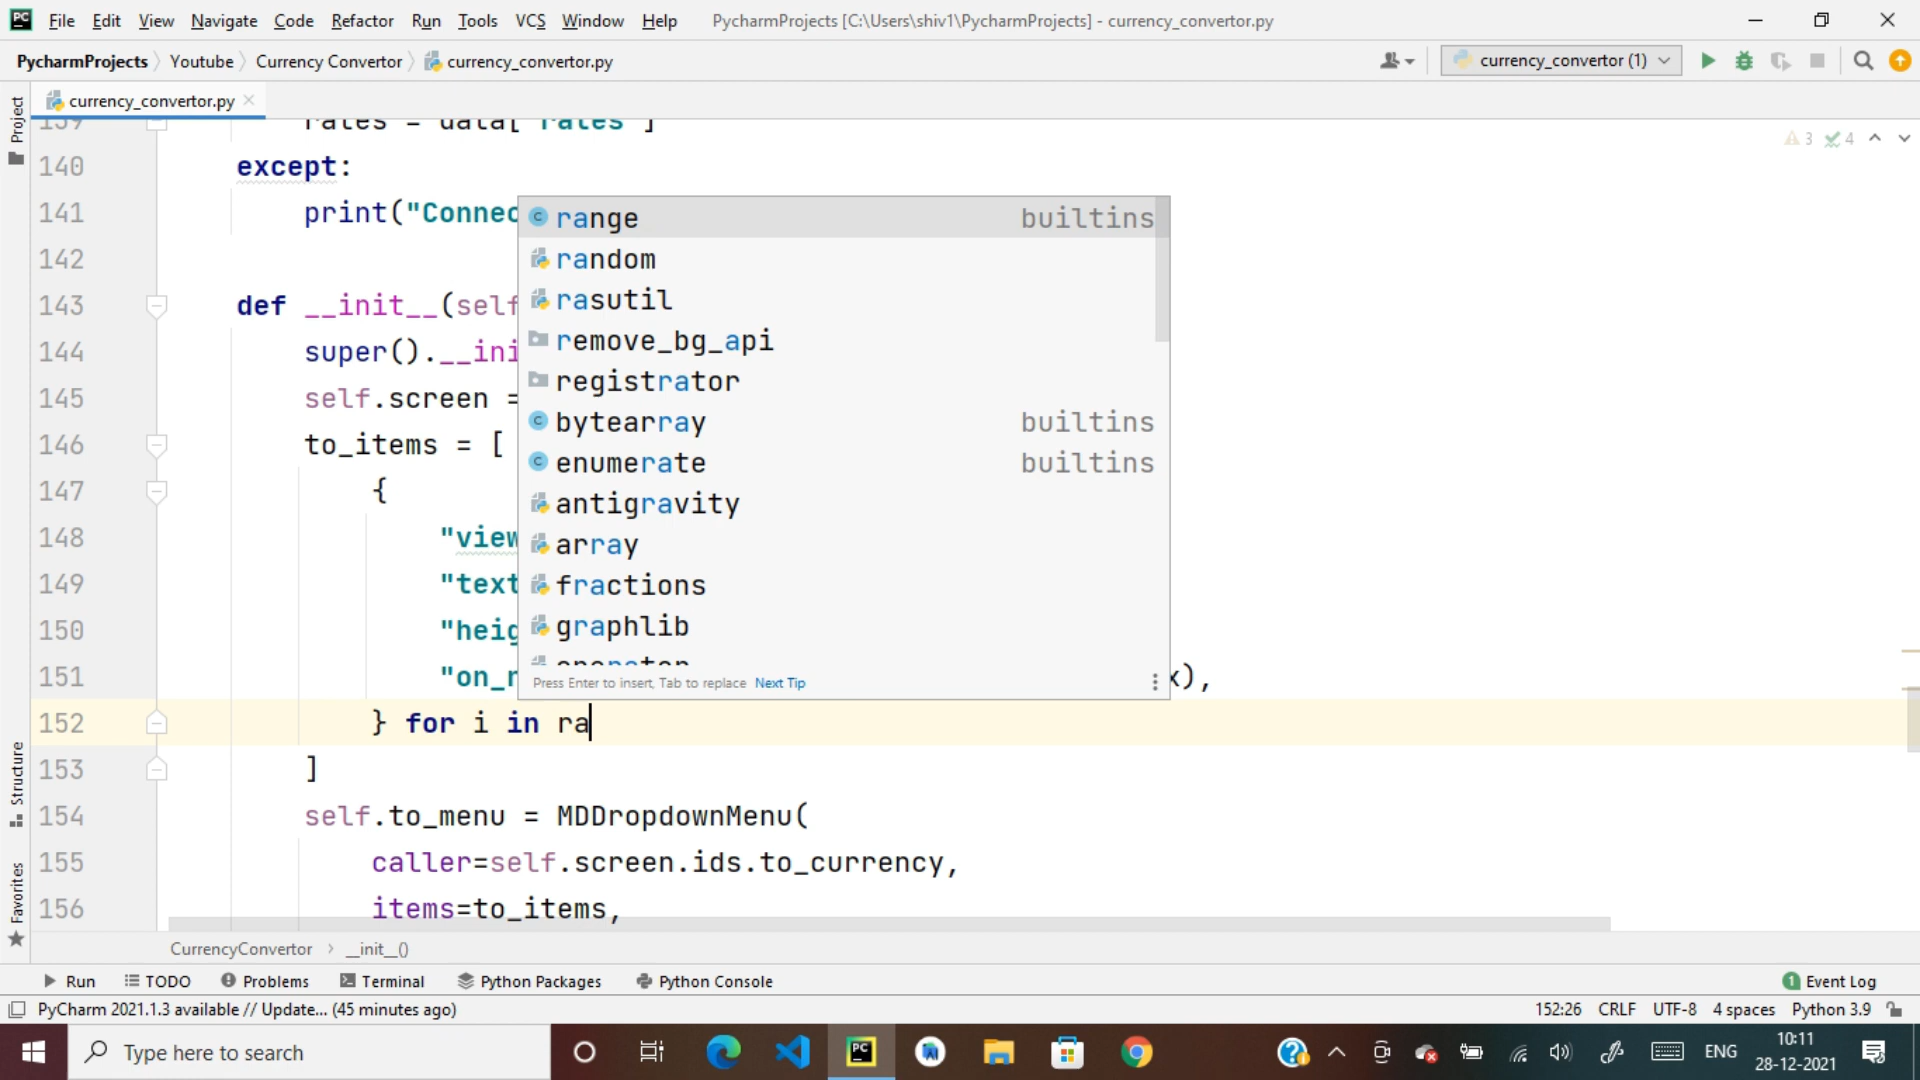 PC File Edit View Navigate Code Refactor Run Tools VCS Window Help PycharmProjects [C:\Users\shiv1\PycharmProjects] - currency_convertor.py
PycharmProjects Youtube Currency Convertor currency_convertor.py currency_convertor (1)
currency_convertor.py
Project
139 rates = data["rates"]
3 4
140 except:
141 print("Connec
142
143 def __init__(self
144 super().__ini
145 self.screen =
146 to_items = [
147 {
148 "view
149 "text
150 "heig
151 "on_r x),
152 } for i in ra
153 ]
154 self.to_menu = MDDropdownMenu(
155 caller=self.screen.ids.to_currency,
156 items=to_items,
range builtins
random
rasutil
remove_bg_api
registrator
bytearray builtins
enumerate builtins
antigravity
array
fractions
graphlib
operator
Press Enter to insert, Tab to replace Next Tip
Structure
Favorites
CurrencyConvertor __init__()
Run TODO Problems Terminal Python Packages Python Console 1 Event Log
PyCharm 2021.1.3 available // Update... (45 minutes ago) 152:26 CRLF UTF-8 4 spaces Python 3.9
Type here to search PC ENG 10:11
28-12-2021